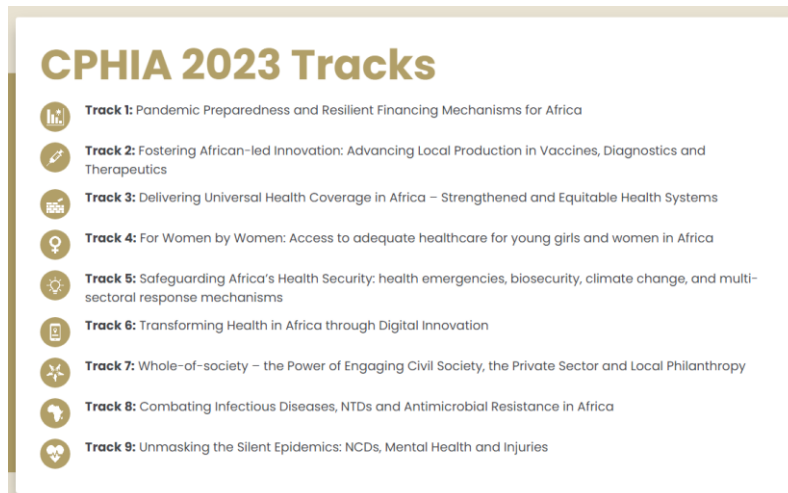 CPHIA 2023 Tracks
Track 1: Pandemic Preparedness and Resilient Financing Mechanisms for Africa
Track 2: Fostering African-led Innovation: Advancing Local Production in Vaccines, Diagnostics and
Therapeutics
Track 3: Delivering Universal Health Coverage in Africa – Strengthened and Equitable Health Systems
Track 4: For Women by Women: Access to adequate healthcare for young girls and women in Africa
Track 5: Safeguarding Africa's Health Security: health emergencies, biosecurity, climate change, and multi-
sectoral response mechanisms
Track 6: Transforming Health in Africa through Digital Innovation
Track 7: Whole-of-society – the Power of Engaging Civil Society, the Private Sector and Local Philanthropy
Track 8: Combating Infectious Diseases, NTDs and Antimicrobial Resistance in Africa
Track 9: Unmasking the Silent Epidemics: NCDs, Mental Health and Injuries